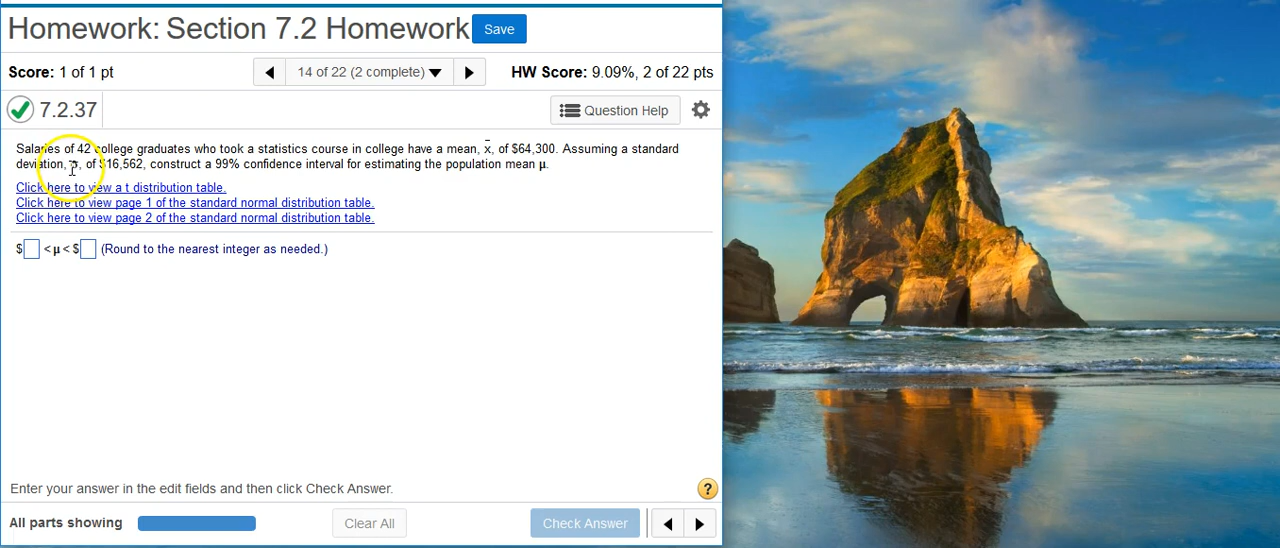 Homework: Section 7.2 Homework Save
Score: 1 of 1 pt 14 of 22 (2 complete) HW Score: 9.09%, 2 of 22 pts
7.2.37 Question Help
Salaries of 42 college graduates who took a statistics course in college have a mean, x̄, of $64,300. Assuming a standard
deviation, σ, of $16,562, construct a 99% confidence interval for estimating the population mean μ.
Click here to view a t distribution table.
Click here to view page 1 of the standard normal distribution table.
Click here to view page 2 of the standard normal distribution table.
$ < μ < $ (Round to the nearest integer as needed.)
Enter your answer in the edit fields and then click Check Answer.
?
All parts showing Clear All Check Answer